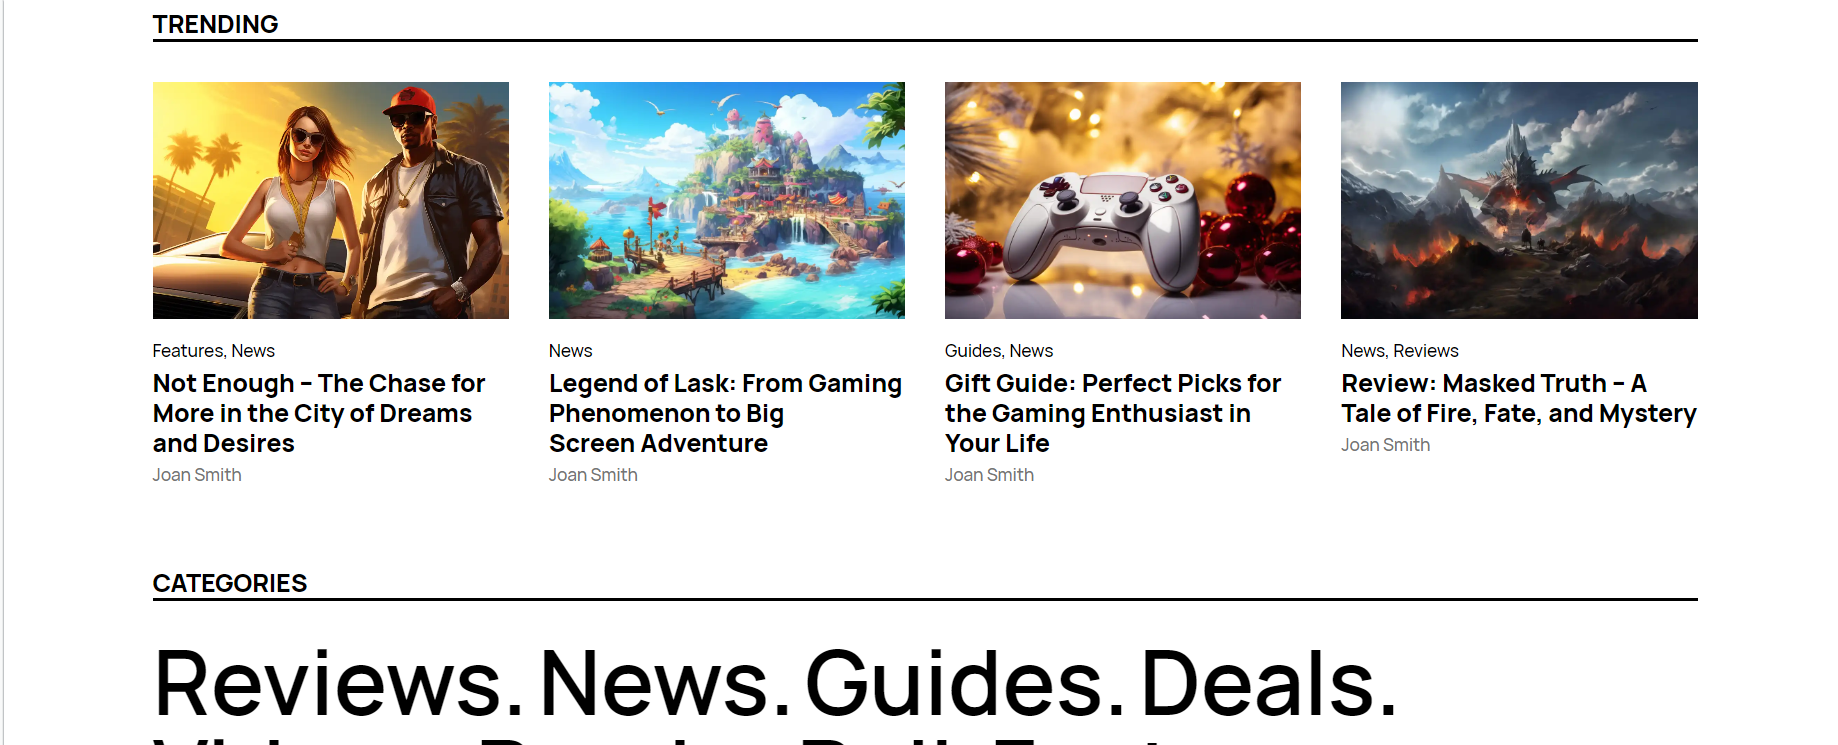 TRENDING
Features, News
Not Enough – The Chase for
More in the City of Dreams
and Desires
Joan Smith
News
Legend of Lask: From Gaming
Phenomenon to Big
Screen Adventure
Joan Smith
Guides, News
Gift Guide: Perfect Picks for
the Gaming Enthusiast in
Your Life
Joan Smith
News, Reviews
Review: Masked Truth – A
Tale of Fire, Fate, and Mystery
Joan Smith
CATEGORIES
Reviews. News. Guides. Deals.